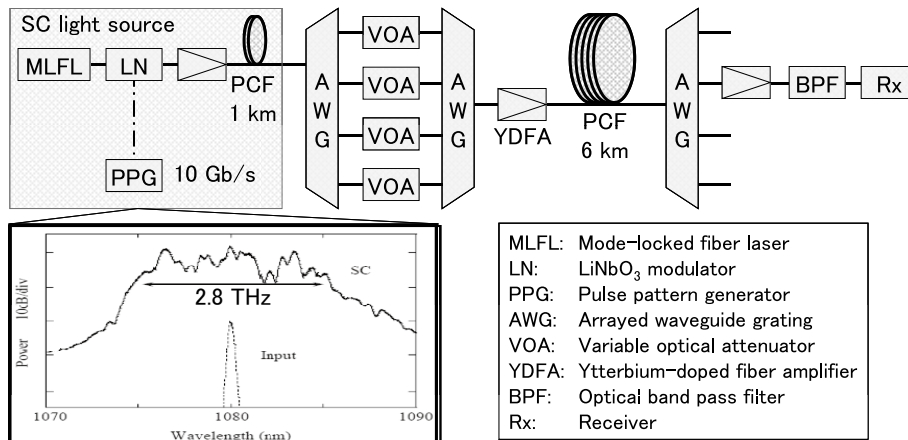 SC light source
MLFL
LN
PCF
1 km
PPG
10 Gb/s
AWG
VOA
VOA
VOA
VOA
AWG
YDFA
PCF
6 km
AWG
BPF
Rx
Power 10dB/div
SC
2.8 THz
Input
1070
1080
1090
Wavelength (nm)
MLFL: Mode-locked fiber laser
LN: LiNbO3 modulator
PPG: Pulse pattern generator
AWG: Arrayed waveguide grating
VOA: Variable optical attenuator
YDFA: Ytterbium-doped fiber amplifier
BPF: Optical band pass filter
Rx: Receiver